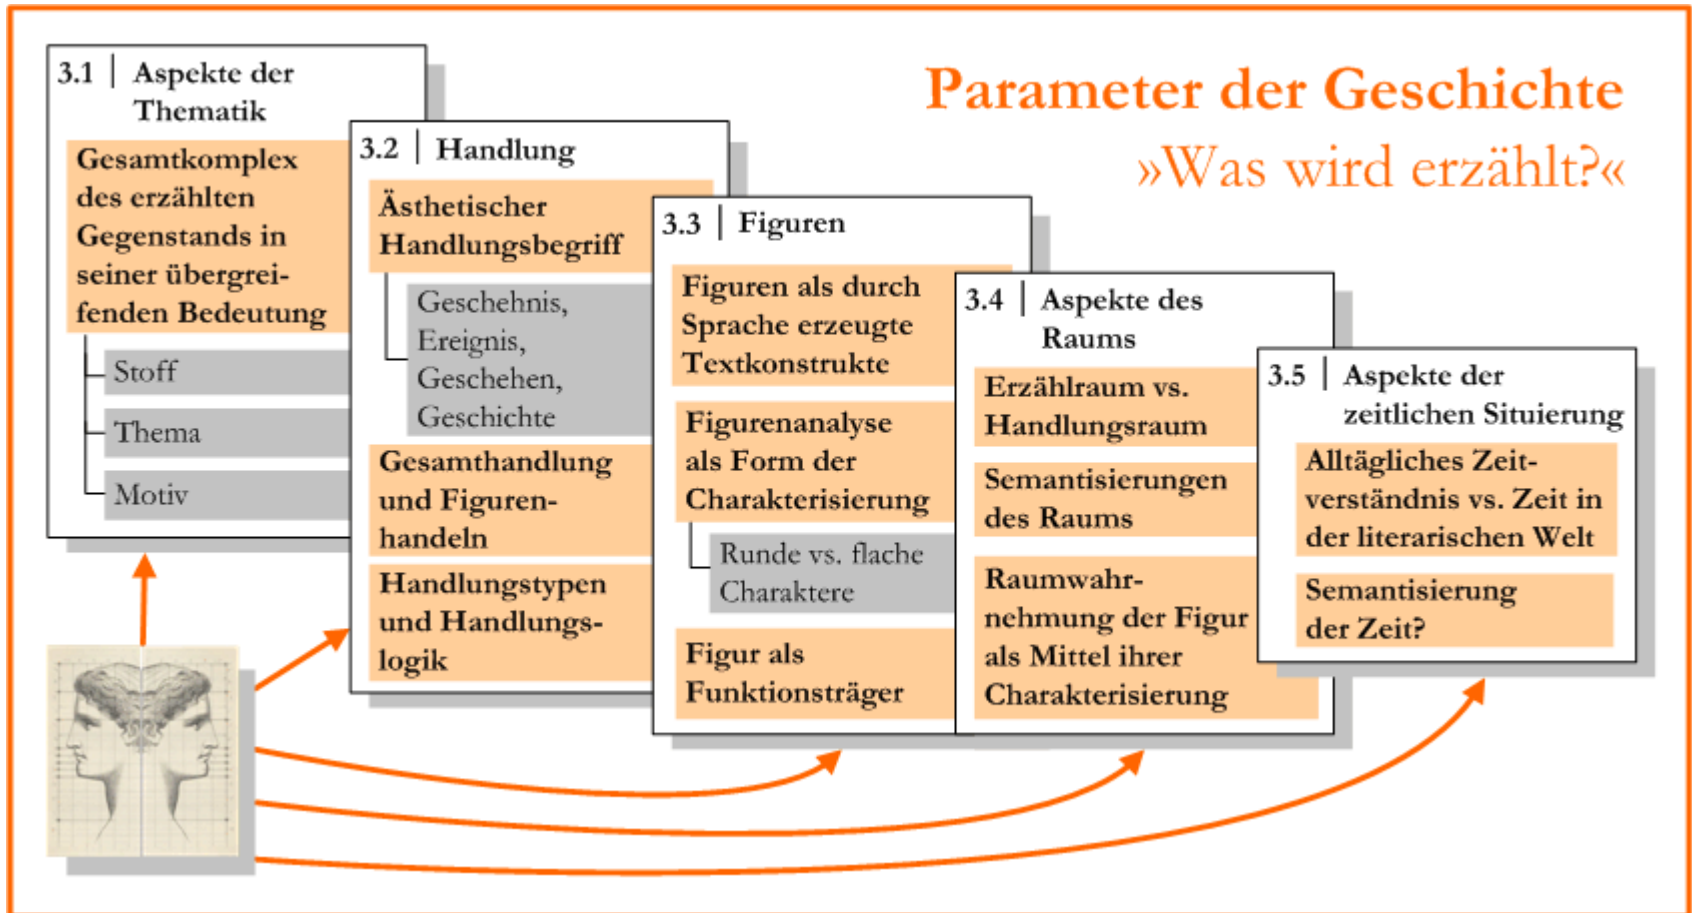 Parameter der Geschichte
»Was wird erzählt?«
3.1 | Aspekte der
Thematik
Gesamtkomplex
des erzählten
Gegenstands in
seiner übergrei-
fenden Bedeutung
Stoff
Thema
Motiv
3.2 | Handlung
Ästhetischer
Handlungsbegriff
Geschehnis,
Ereignis,
Geschehen,
Geschichte
Gesamthandlung
und Figuren-
handeln
Handlungstypen
und Handlungs-
logik
3.3 | Figuren
Figuren als durch
Sprache erzeugte
Textkonstrukte
Figurenanalyse
als Form der
Charakterisierung
Runde vs. flache
Charaktere
Figur als
Funktionsträger
3.4 | Aspekte des
Raums
Erzählraum vs.
Handlungsraum
Semantisierungen
des Raums
Raumwahr-
nehmung der Figur
als Mittel ihrer
Charakterisierung
3.5 | Aspekte der
zeitlichen Situierung
Alltägliches Zeit-
verständnis vs. Zeit in
der literarischen Welt
Semantisierung
der Zeit?